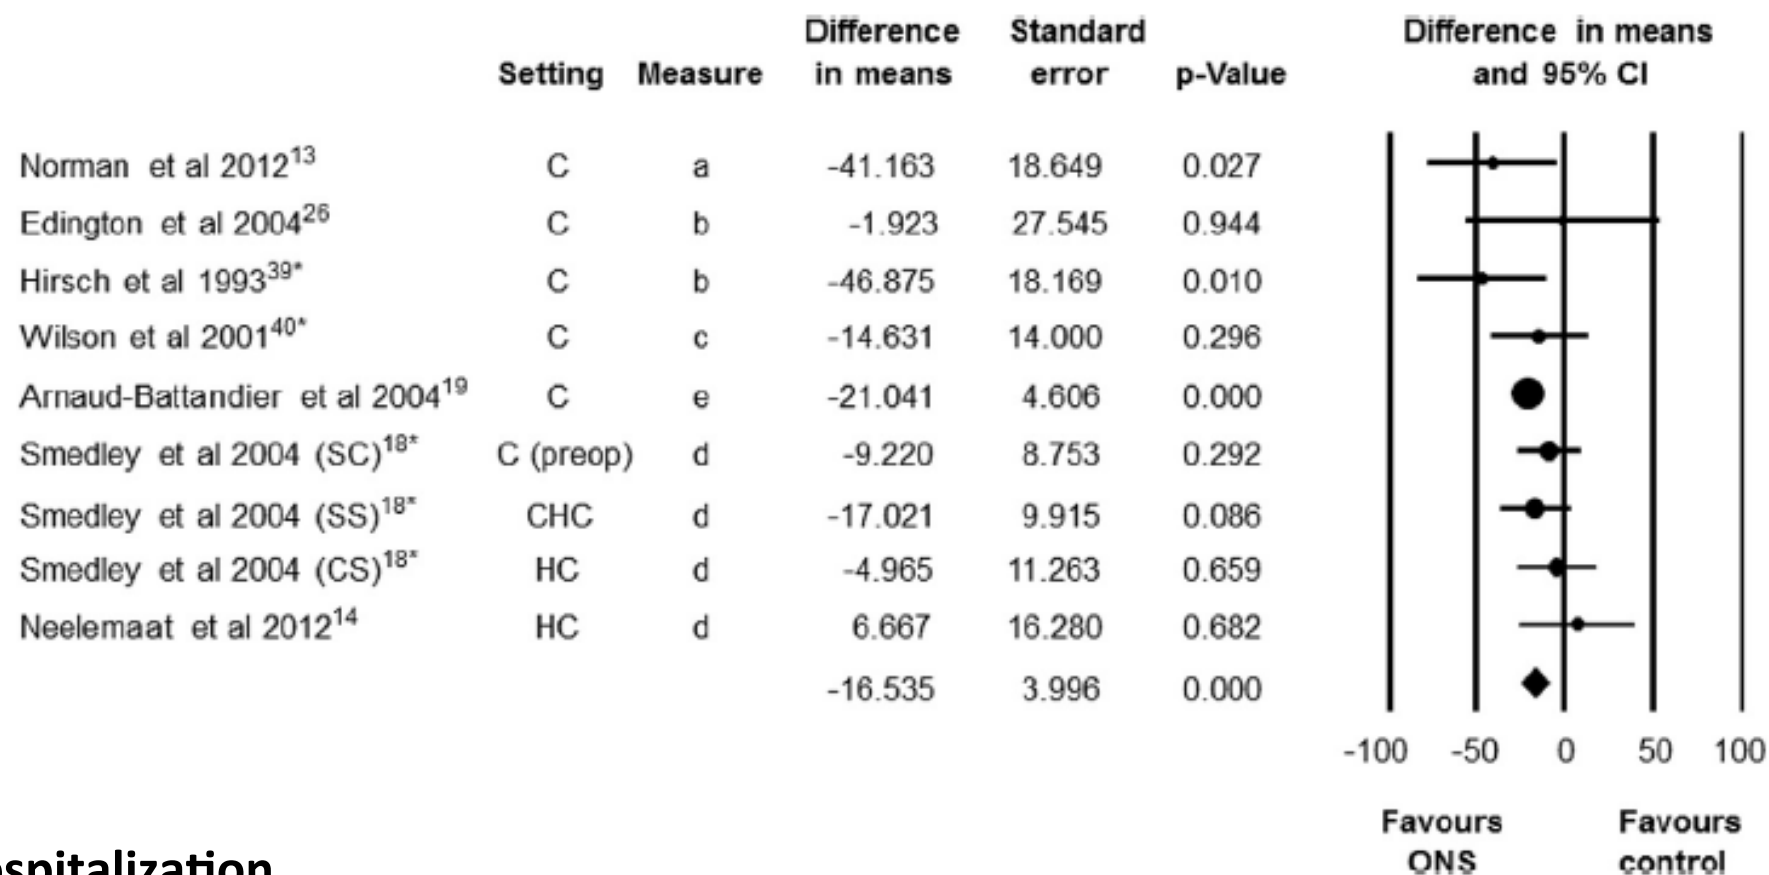 Difference Standard Difference in means
Setting Measure in means error p-Value and 95% CI
Norman et al 2012¹³ C a -41.163 18.649 0.027
Edington et al 2004²⁶ C b -1.923 27.545 0.944
Hirsch et al 1993³⁹* C b -46.875 18.169 0.010
Wilson et al 2001⁴⁰* C c -14.631 14.000 0.296
Arnaud-Battandier et al 2004¹⁹ C e -21.041 4.606 0.000
Smedley et al 2004 (SC)¹⁸* C (preop) d -9.220 8.753 0.292
Smedley et al 2004 (SS)¹⁸* CHC d -17.021 9.915 0.086
Smedley et al 2004 (CS)¹⁸* HC d -4.965 11.263 0.659
Neelemaat et al 2012¹⁴ HC d 6.667 16.280 0.682
-16.535 3.996 0.000
-100 -50 0 50 100
Favours Favours
ONS control
spitalization